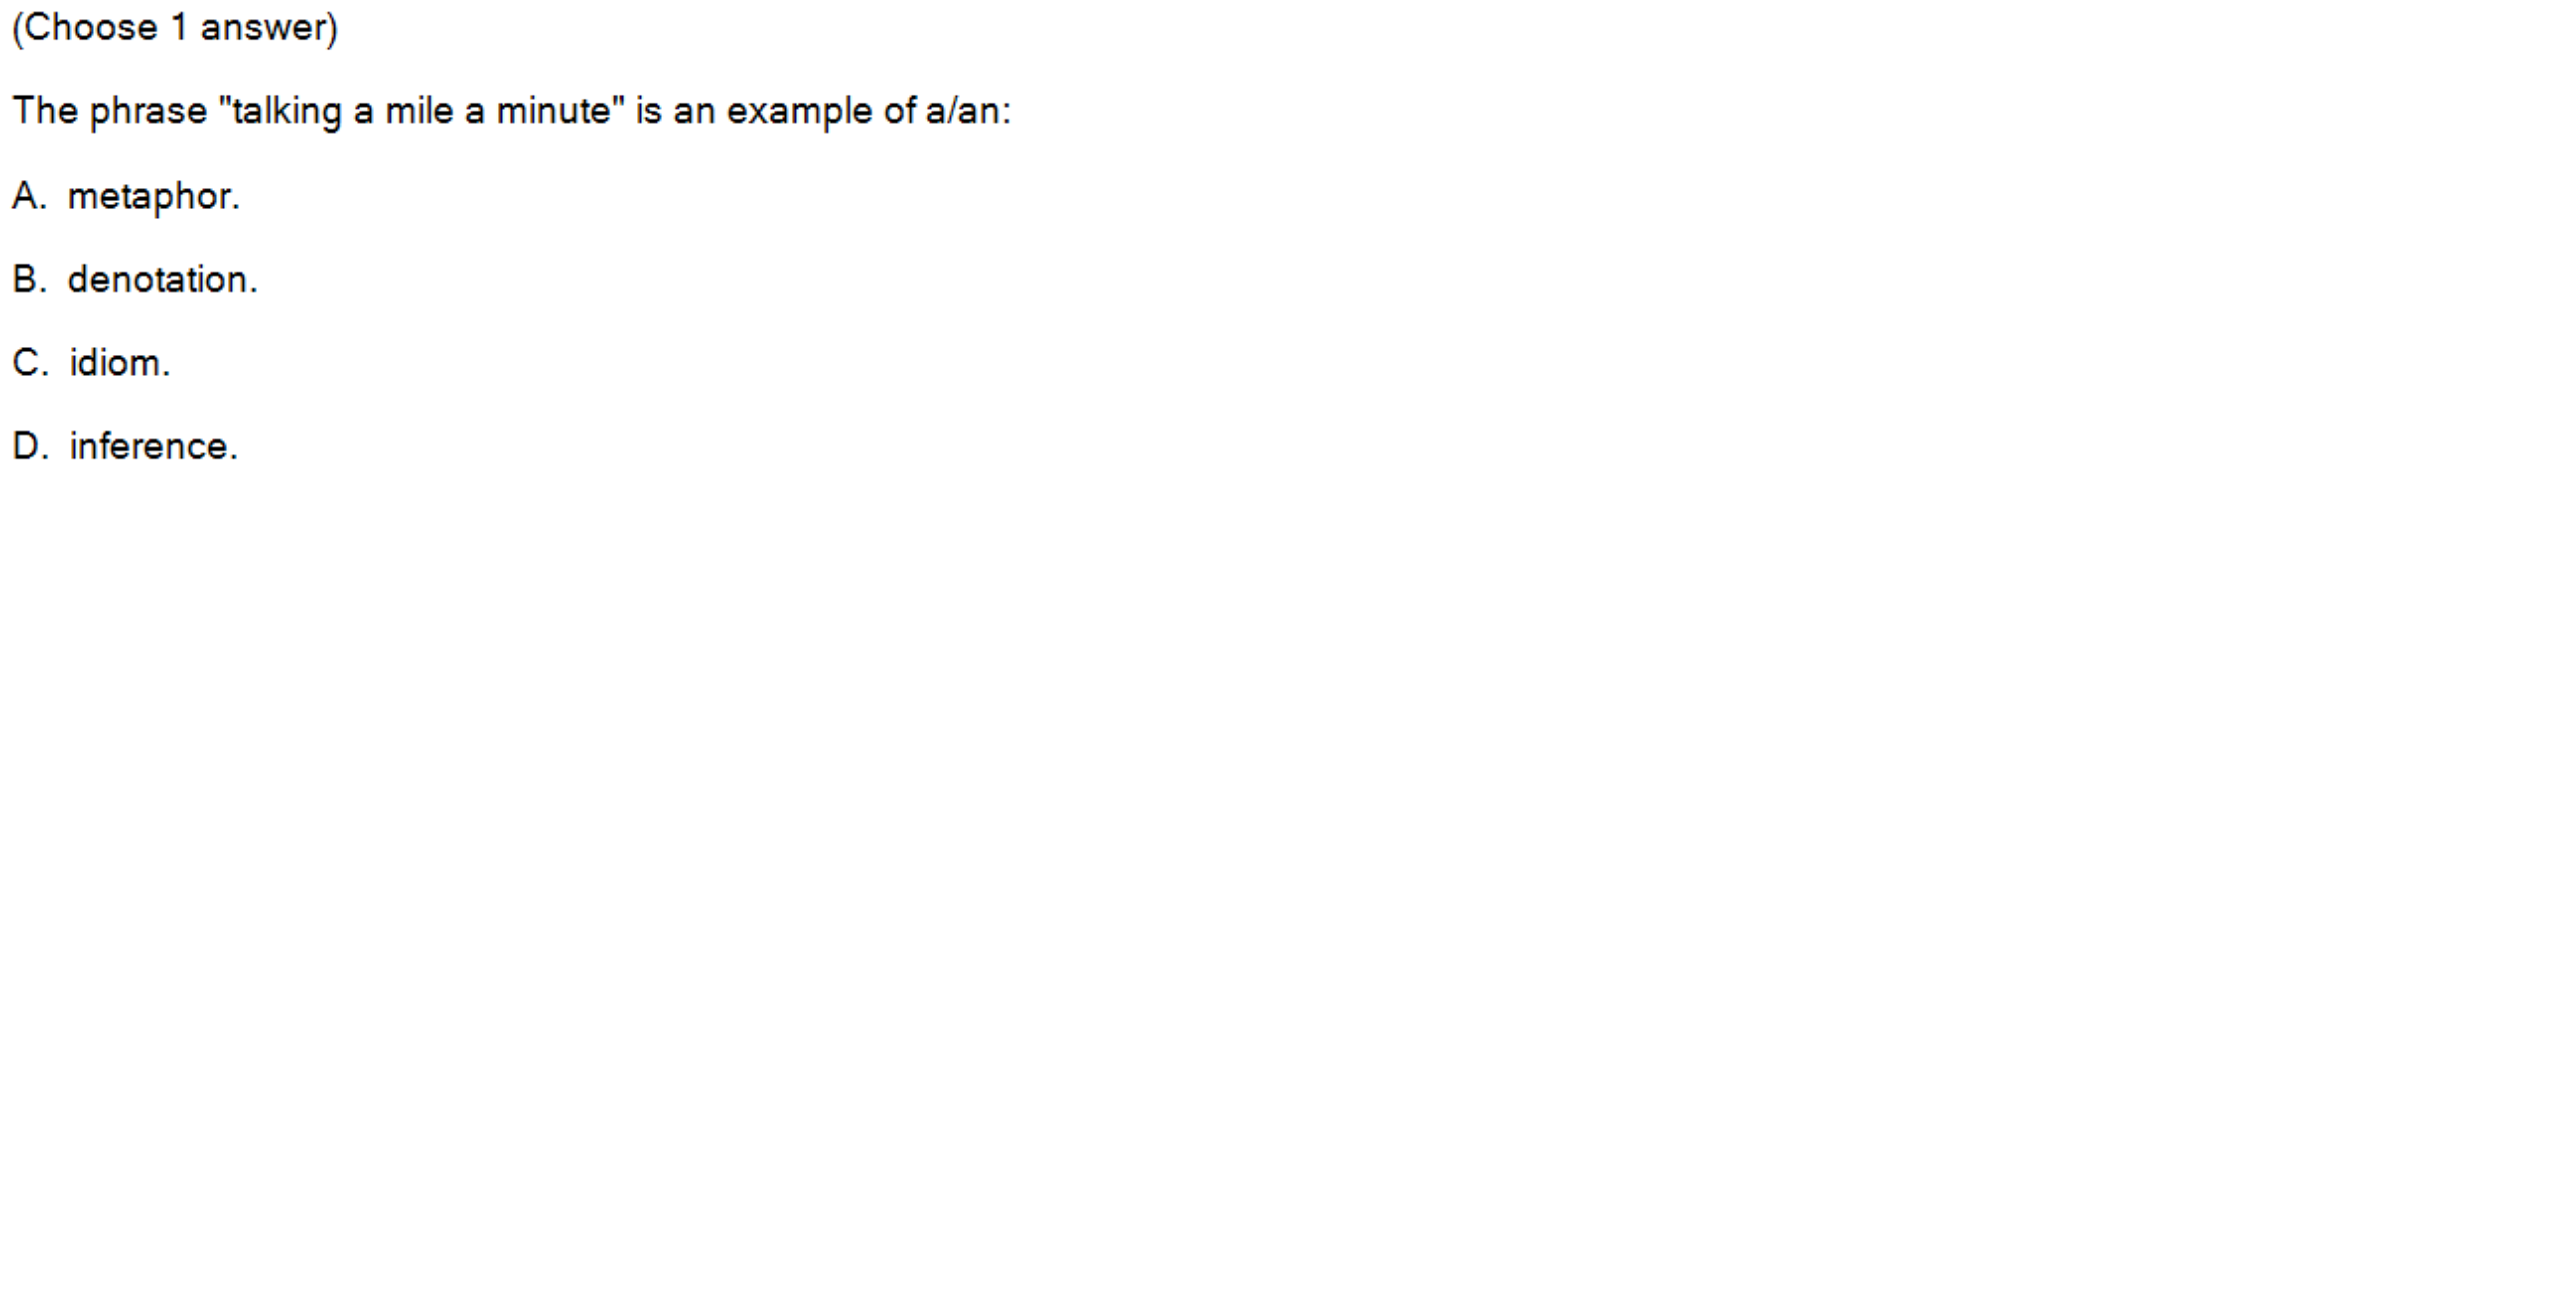 (Choose 1 answer)
The phrase "talking a mile a minute" is an example of a/an:
A. metaphor.
B. denotation.
C. idiom.
D. inference.